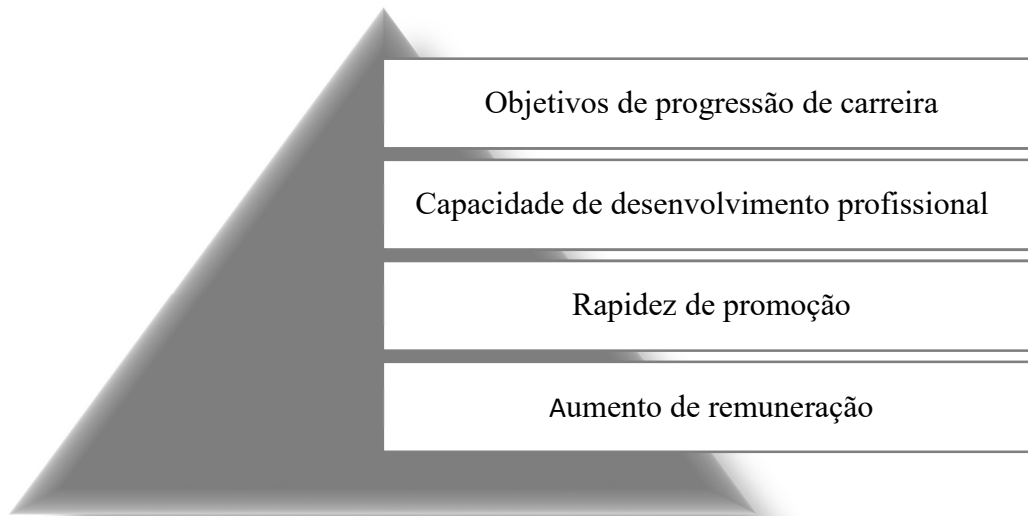 Objetivos de progressão de carreira
Capacidade de desenvolvimento profissional
Rapidez de promoção
Aumento de remuneração